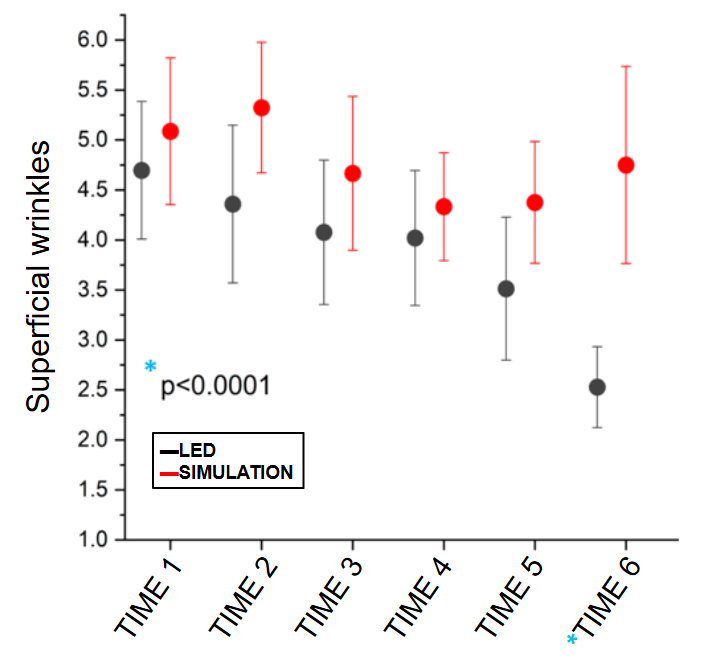 Superficial wrinkles
6.0
5.5
5.0
4.5
4.0
3.5
3.0
2.5
2.0
1.5
1.0
*
p<0.0001
LED
SIMULATION
TIME 1
TIME 2
TIME 3
TIME 4
TIME 5
*TIME 6